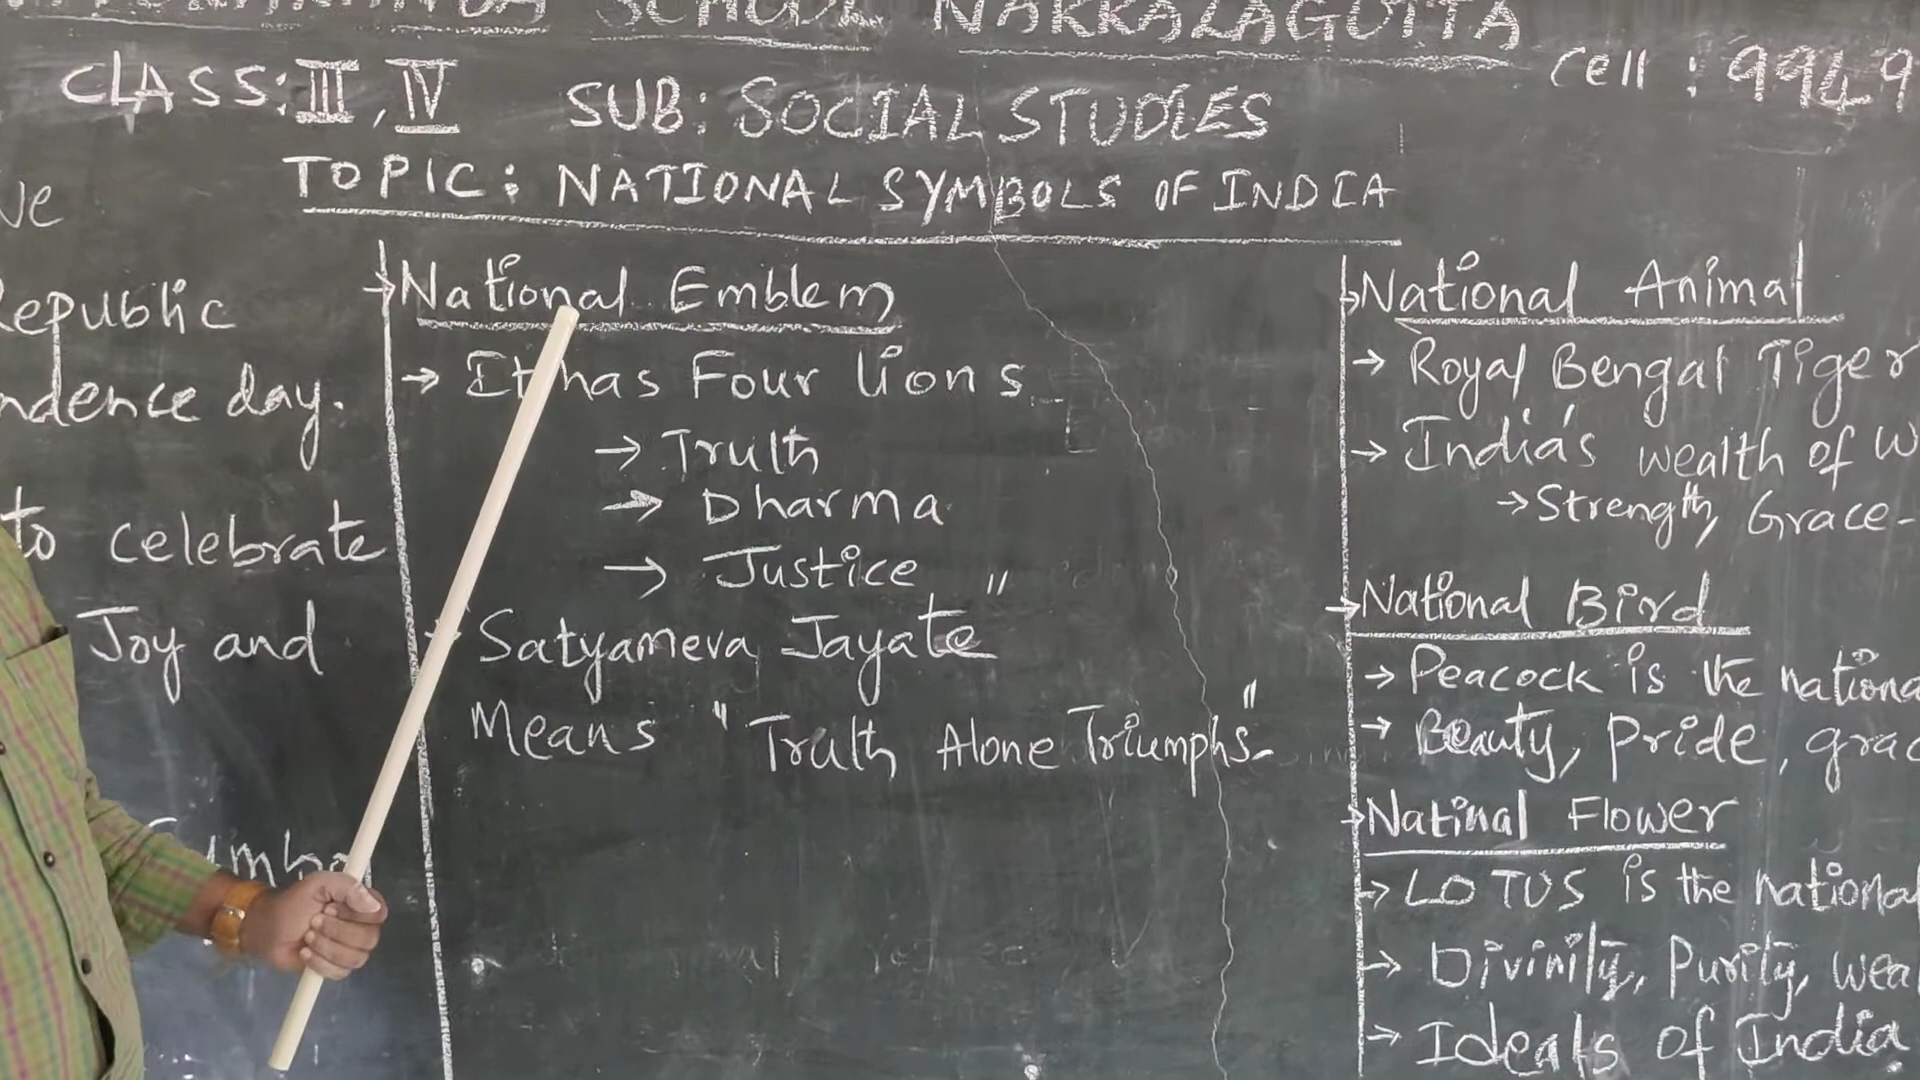 SCHOOL NAKKALAGUTTA
Cell : 9949
CLASS: III, IV SUB: SOCIAL STUDIES
TOPIC: NATIONAL SYMBOLS OF INDIA
ve
Republic
ndence day.
to celebrate
Joy and
→ National Emblem
→ It has Four lions
→ Truth
→ Dharma
→ Justice
Satyameva Jayate"
Means "Truth Alone Triumphs"
→ National Animal
→ Royal Bengal Tiger
→ India's wealth of W
→ Strength, Grace-
→ National Bird
→ Peacock is the nationa
→ Beauty, pride, grac
→ Natinal Flower
→ LOTUS is the national
→ Divinity, Purity, wea
→ Ideals of India.